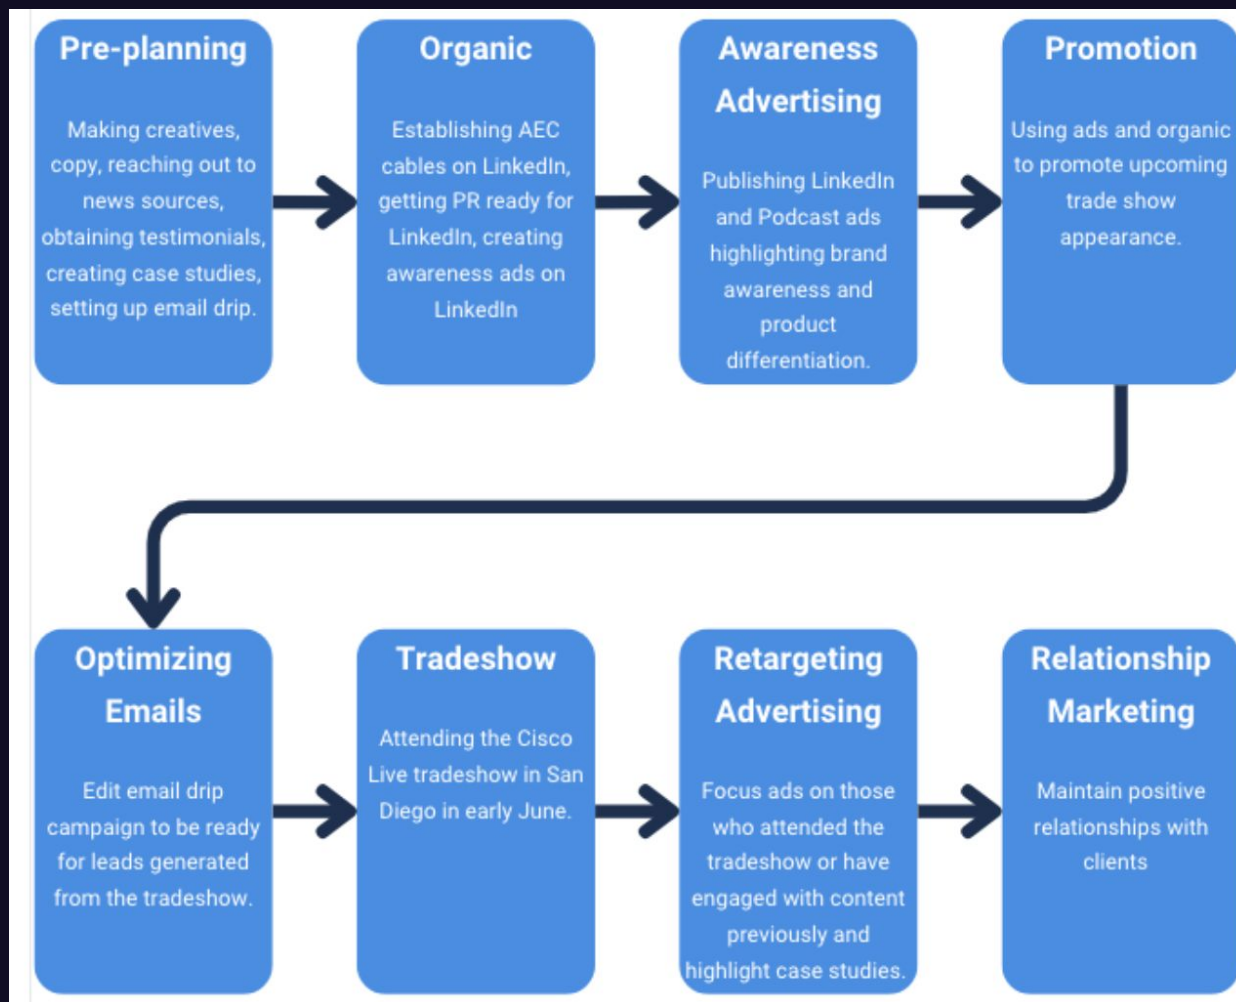 Pre-planning
Making creatives,
copy, reaching out to
news sources,
obtaining testimonials,
creating case studies,
setting up email drip.
Organic
Establishing AEC
cables on LinkedIn,
getting PR ready for
LinkedIn, creating
awareness ads on
LinkedIn
Awareness
Advertising
Publishing LinkedIn
and Podcast ads
highlighting brand
awareness and
product
differentiation.
Promotion
Using ads and organic
to promote upcoming
trade show
appearance.
Optimizing
Emails
Edit email drip
campaign to be ready
for leads generated
from the tradeshow.
Tradeshow
Attending the Cisco
Live tradeshow in San
Diego in early June.
Retargeting
Advertising
Focus ads on those
who attended the
tradeshow or have
engaged with content
previously and
highlight case studies.
Relationship
Marketing
Maintain positive
relationships with
clients